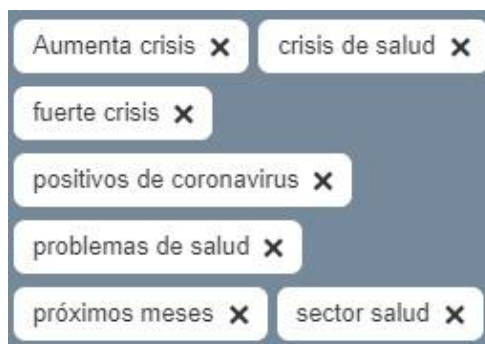 Aumenta crisis × crisis de salud ×
fuerte crisis ×
positivos de coronavirus ×
problemas de salud ×
próximos meses × sector salud ×